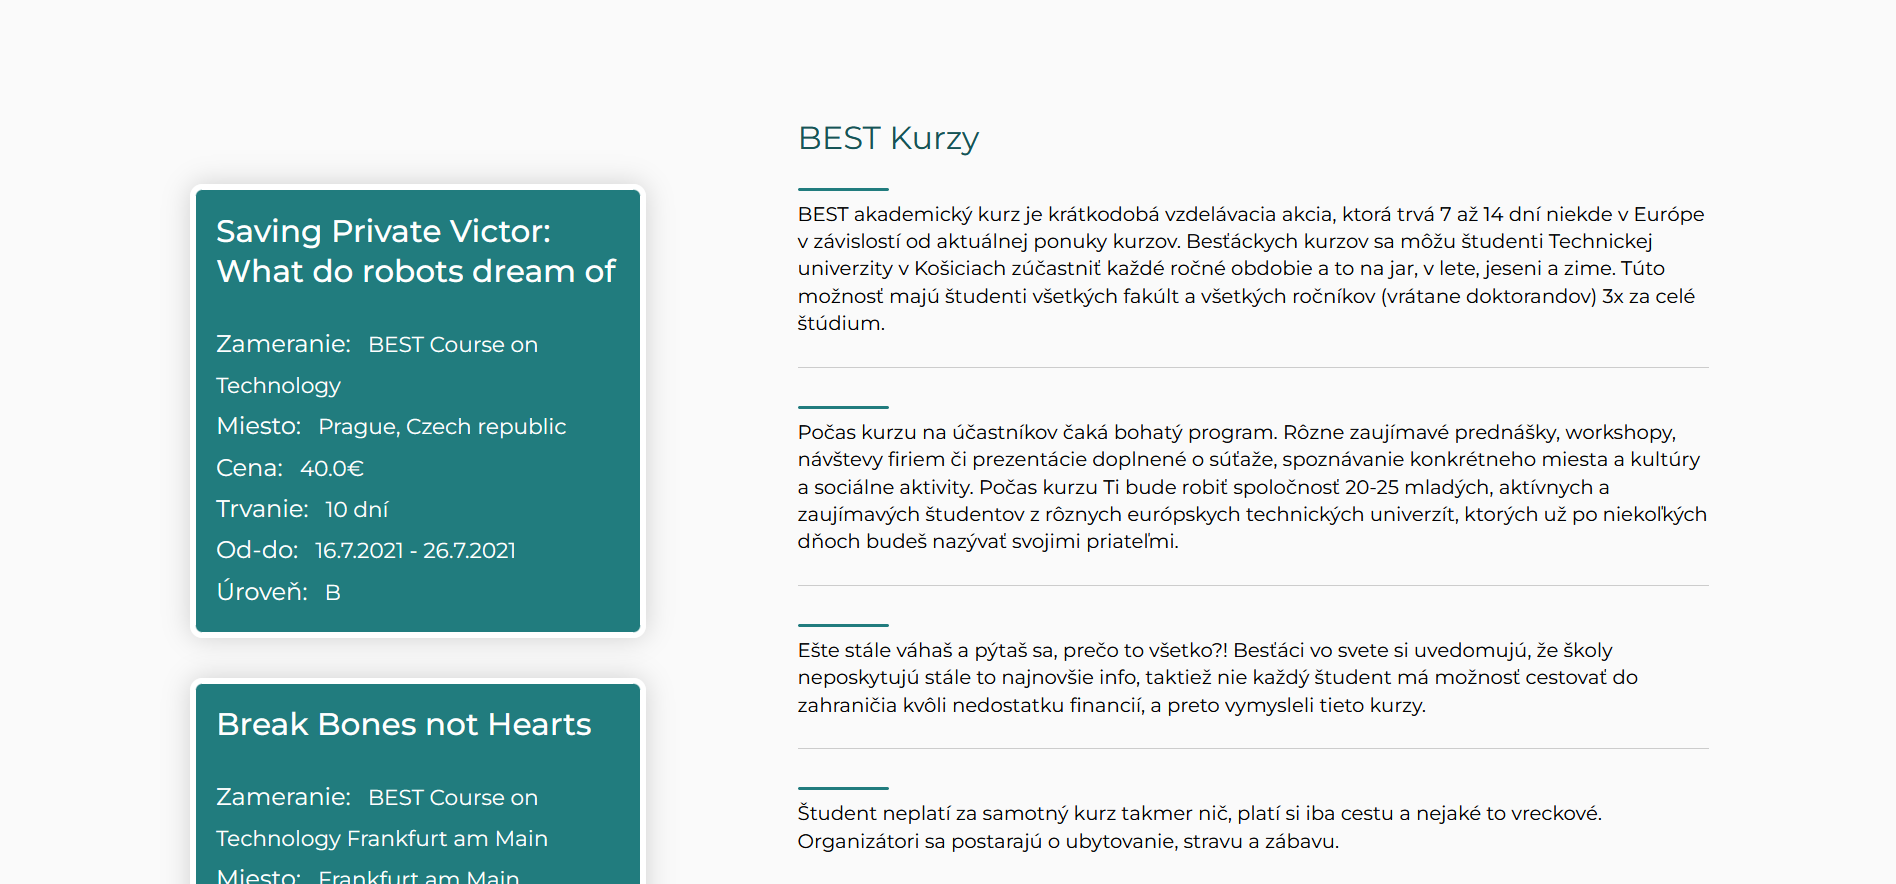 Saving Private Victor:
What do robots dream of
Zameranie: BEST Course on
Technology
Miesto: Prague, Czech republic
Cena: 40.0€
Trvanie: 10 dní
Od-do: 16.7.2021 - 26.7.2021
Úroveň: B
Break Bones not Hearts
Zameranie: BEST Course on
Technology Frankfurt am Main
Miesto: Frankfurt am Main
BEST Kurzy
BEST akademický kurz je krátkodobá vzdelávacia akcia, ktorá trvá 7 až 14 dní niekde v Európe
v závislostí od aktuálnej ponuky kurzov. Besťáckych kurzov sa môžu študenti Technickej
univerzity v Košiciach zúčastniť každé ročné obdobie a to na jar, v lete, jeseni a zime. Túto
možnosť majú študenti všetkých fakúlt a všetkých ročníkov (vrátane doktorandov) 3x za celé
štúdium.
Počas kurzu na účastníkov čaká bohatý program. Rôzne zaujímavé prednášky, workshopy,
návštevy firiem či prezentácie doplnené o súťaže, spoznávanie konkrétneho miesta a kultúry
a sociálne aktivity. Počas kurzu Ti bude robiť spoločnosť 20-25 mladých, aktívnych a
zaujímavých študentov z rôznych európskych technických univerzít, ktorých už po niekoľkých
dňoch budeš nazývať svojimi priateľmi.
Ešte stále váhaš a pýtaš sa, prečo to všetko?! Besťáci vo svete si uvedomujú, že školy
neposkytujú stále to najnovšie info, taktiež nie každý študent má možnosť cestovať do
zahraničia kvôli nedostatku financií, a preto vymysleli tieto kurzy.
Študent neplatí za samotný kurz takmer nič, platí si iba cestu a nejaké to vreckové.
Organizátori sa postarajú o ubytovanie, stravu a zábavu.